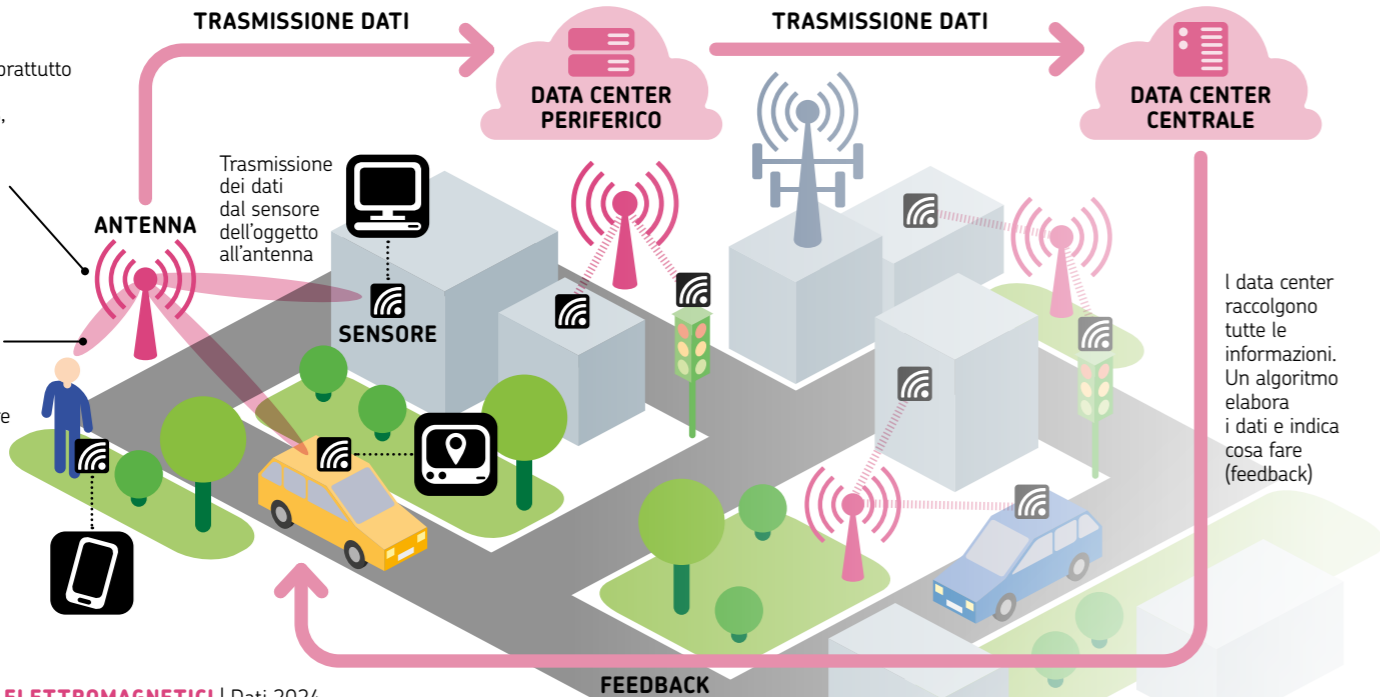 TRASMISSIONE DATI
TRASMISSIONE DATI
DATA CENTER
PERIFERICO
DATA CENTER
CENTRALE
Trasmissione
dei dati
dal sensore
dell'oggetto
all'antenna
ANTENNA
SENSORE
I data center
raccolgono
tutte le
informazioni.
Un algoritmo
elabora
i dati e indica
cosa fare
(feedback)
FEEDBACK
ELETTROMAGNETICI | Dati 2024